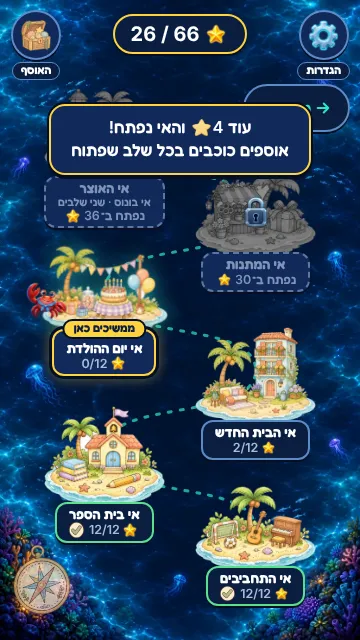 26 / 66
האוסף
הגדרות
עוד 4 והאי נפתח!
אוספים כוכבים בכל שלב שפתוח
אי האוצר
אי בונוס · שני שלבים
נפתח ב־36
אי המתנות
נפתח ב־30
ממשיכים כאן
אי יום ההולדת
0/12
אי הבית החדש
2/12
אי בית הספר
12/12
אי התחביבים
12/12